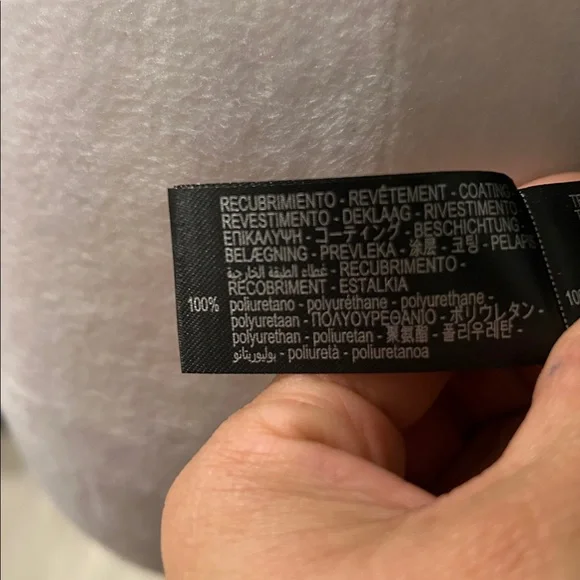 RECUBRIMIENTO - REVÊTEMENT - COATING
REVESTIMENTO - DEKLAAG - RIVESTIMENTO
ΕΠΙΚΑΛΥΨΗ - コーティング - BESCHICHTUNG -
BELÆGNING - PREVLEKA - 涂层 - 코팅 - PELAPIS
غطاء الطبقة الخارجية - RECUBRIMENTO -
RECOBRIMENT - ESTALKIA
100% poliuretano - polyuréthane - polyurethane -
polyuretaan - ΠΟΛΥΟΥΡΕΘΑΝΙΟ - ポリウレタン -
polyurethan - poliuretan - 聚氨酯 - 폴리우레탄 -
بوليوريتانو - poliuretà - poliuretanoa